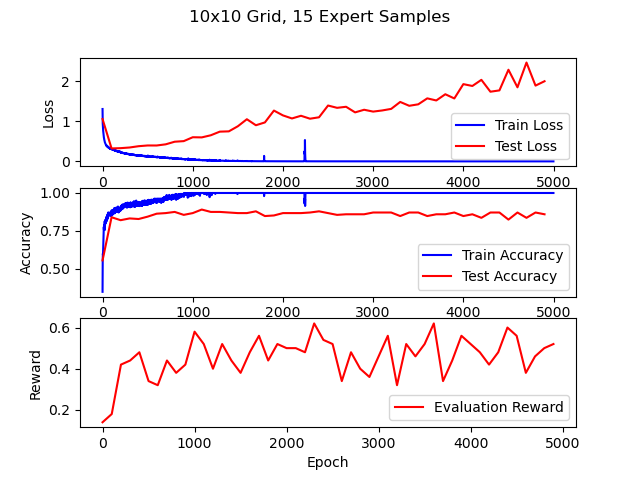 10x10 Grid, 15 Expert Samples
2
1
0
Loss
Train Loss
Test Loss
0 1000 2000 3000 4000 5000
1.00
0.75
0.50
Accuracy
Train Accuracy
Test Accuracy
0 1000 2000 3000 4000 5000
0.6
0.4
0.2
Reward
Evaluation Reward
0 1000 2000 3000 4000 5000
Epoch